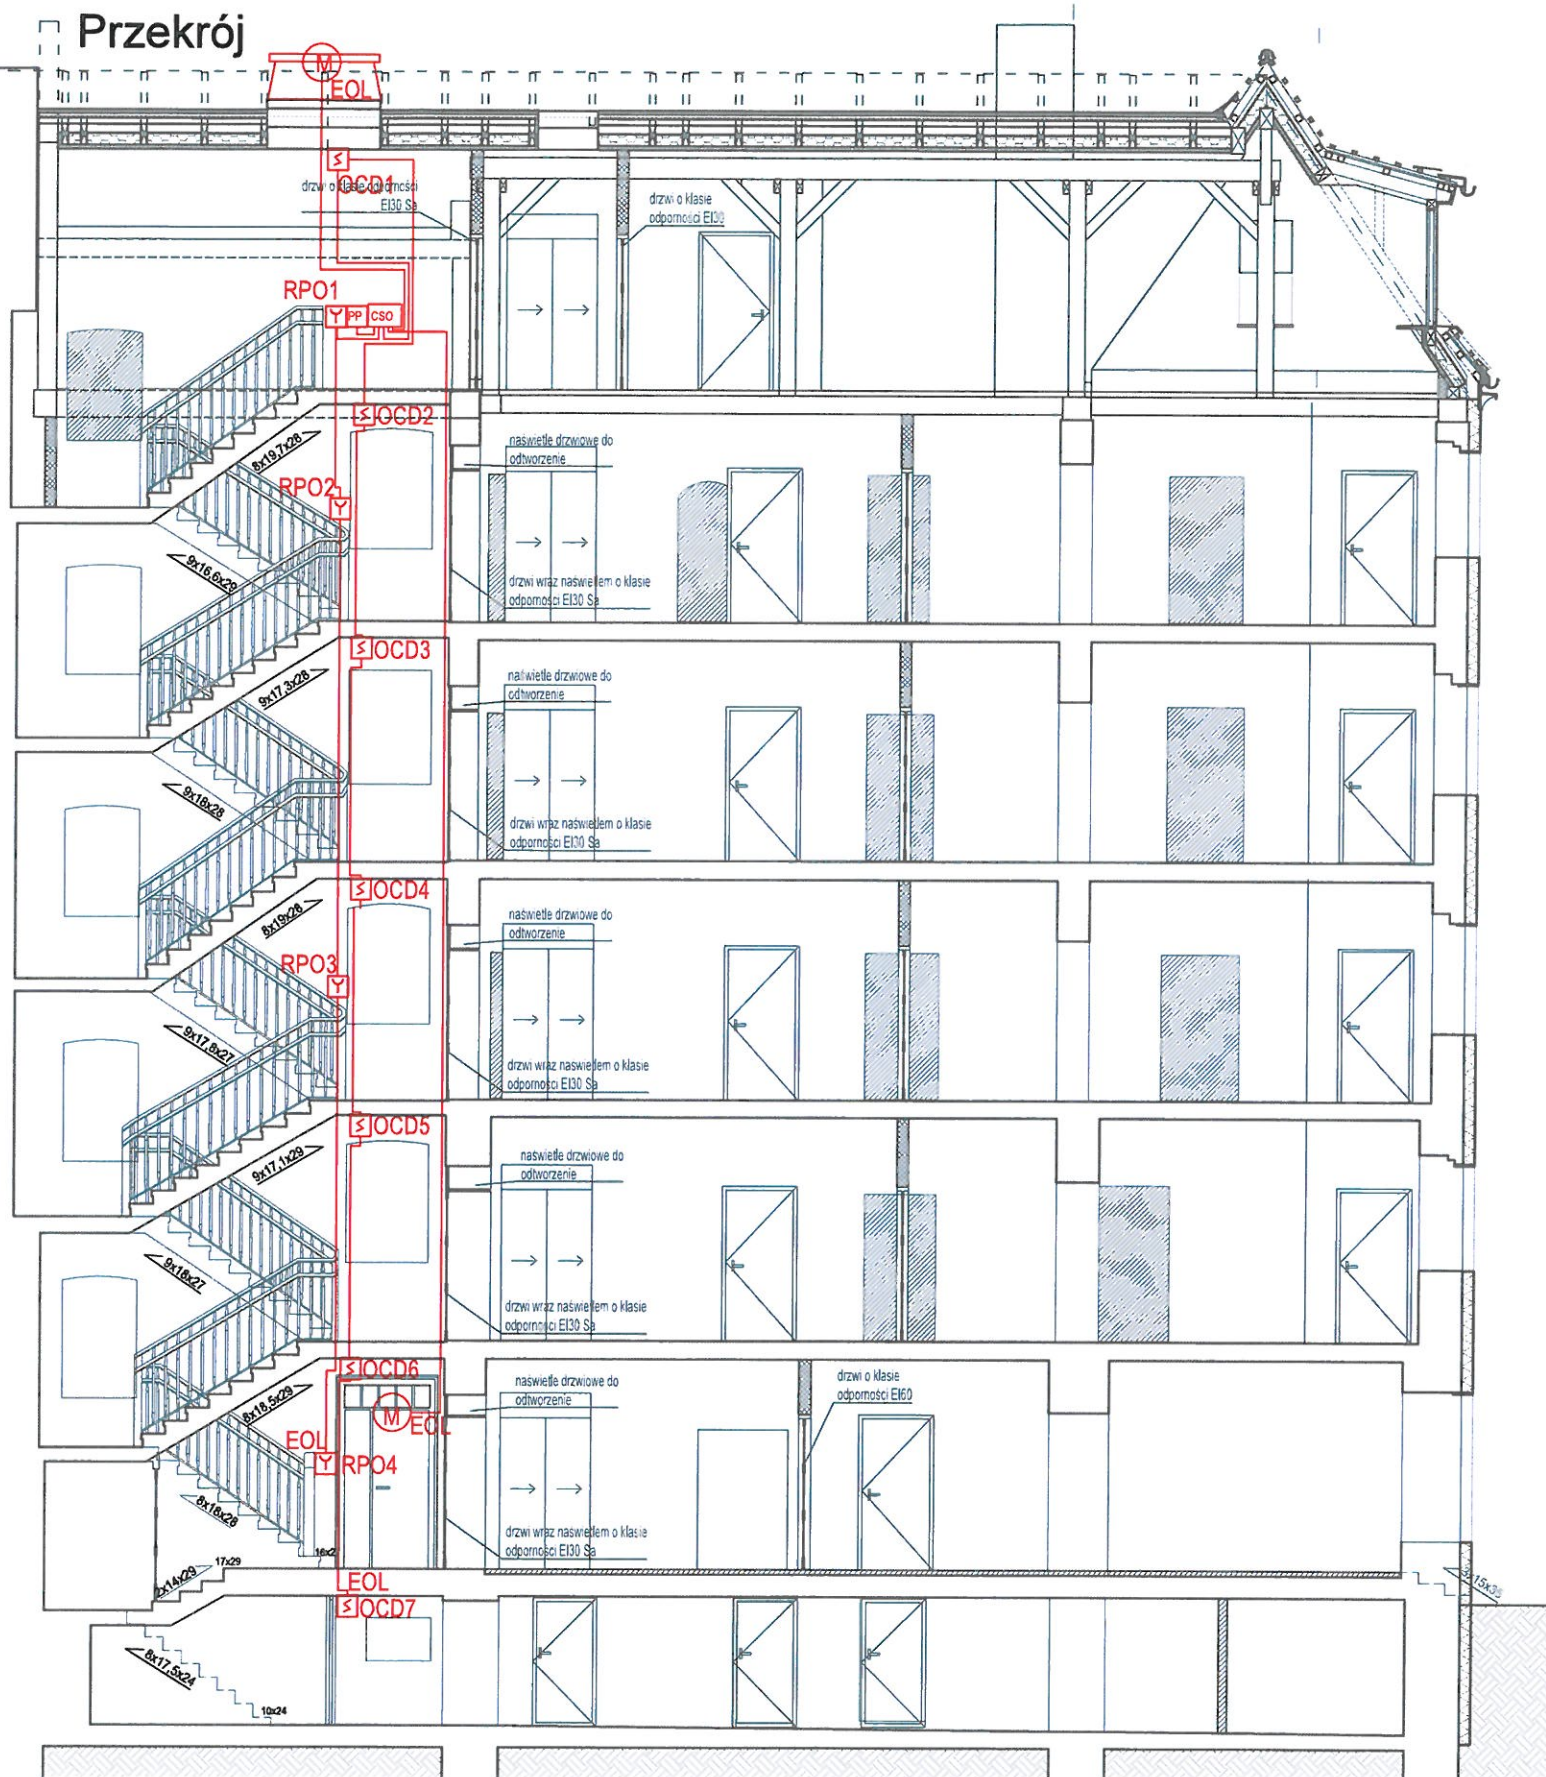 Przekrój
M
EOL
OCD1
drzwi o klasie odporności
EI30 Sa
drzwi o klasie
odporności EI30
RPO1
PP
CSO
OCD2
8x19,7x28
naświetle drzwiowe do
odtworzenie
RPO2
9x16,6x29
drzwi wraz naświetlem o klasie
odporności EI30 Sa
OCD3
9x17,3x28
naświetle drzwiowe do
odtworzenie
9x18x28
drzwi wraz naświetlem o klasie
odporności EI30 Sa
OCD4
8x19x28
naświetle drzwiowe do
odtworzenie
RPO3
9x17,8x27
drzwi wraz naświetlem o klasie
odporności EI30 Sa
OCD5
9x17,1x29
naświetle drzwiowe do
odtworzenie
9x18x27
drzwi wraz naświetlem o klasie
odporności EI30 Sa
OCD6
8x18,5x29
naświetle drzwiowe do
odtworzenie
drzwi o klasie
odporności EI60
M
EOL
EOL
RPO4
8x18x28
drzwi wraz naświetlem o klasie
odporności EI30 Sa
17x29
2x14x29
EOL
OCD7
8x17,5x24
10x24